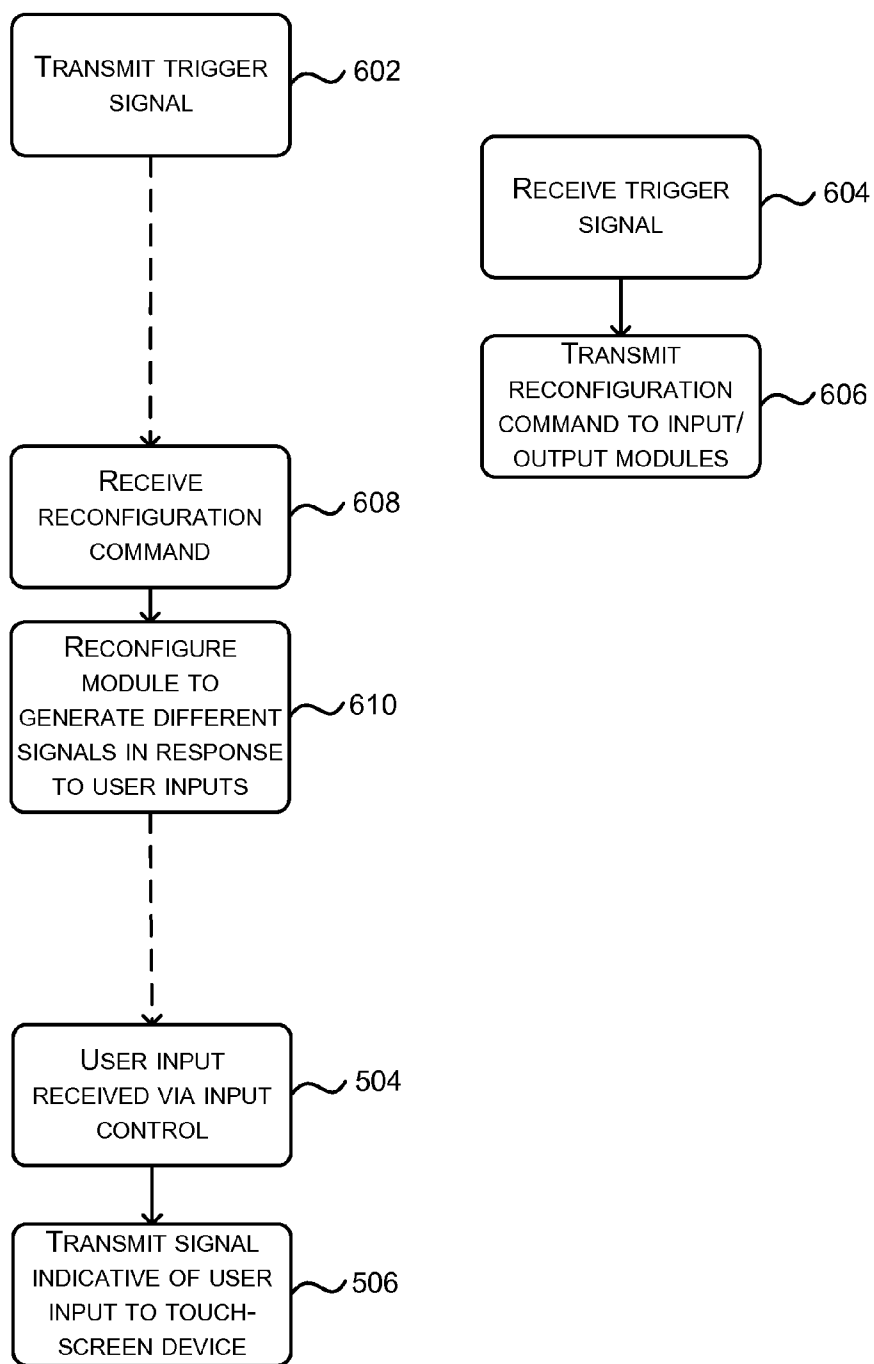 TRANSMIT TRIGGER
SIGNAL
602
RECEIVE TRIGGER
SIGNAL
604
TRANSMIT
RECONFIGURATION
COMMAND TO INPUT/
OUTPUT MODULES
606
RECEIVE
RECONFIGURATION
COMMAND
608
RECONFIGURE
MODULE TO
GENERATE DIFFERENT
SIGNALS IN RESPONSE
TO USER INPUTS
610
USER INPUT
RECEIVED VIA INPUT
CONTROL
504
TRANSMIT SIGNAL
INDICATIVE OF USER
INPUT TO TOUCH-
SCREEN DEVICE
506